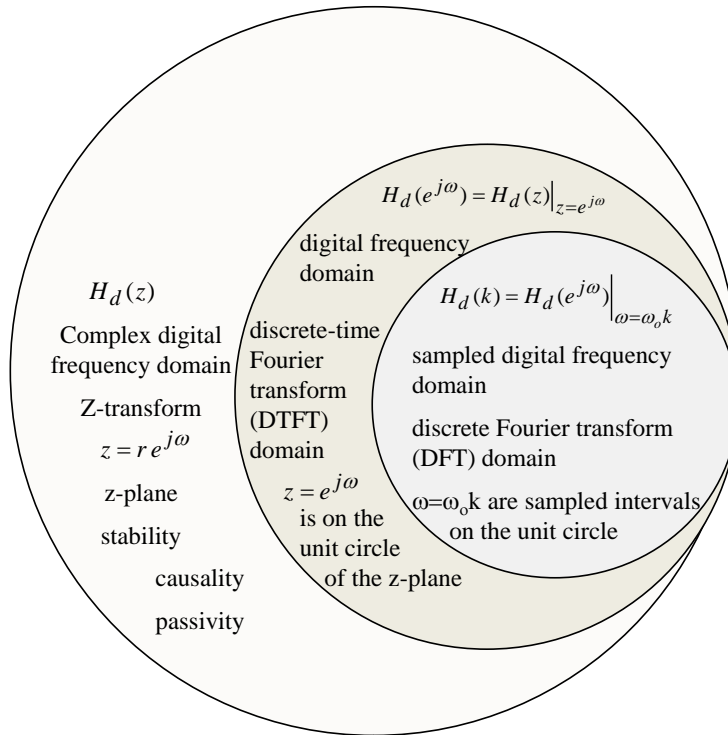 H_d(e^{jω}) = H_d(z)|_{z=e^{jω}}
digital frequency
domain
H_d(z)
Complex digital
frequency domain
Z-transform
z = r e^{jω}
z-plane
stability
causality
passivity
discrete-time
Fourier
transform
(DTFT)
domain
z = e^{jω}
is on the
unit circle
of the z-plane
H_d(k) = H_d(e^{jω})|_{ω=ω_o k}
sampled digital frequency
domain
discrete Fourier transform
(DFT) domain
ω=ω_ok are sampled intervals
on the unit circle